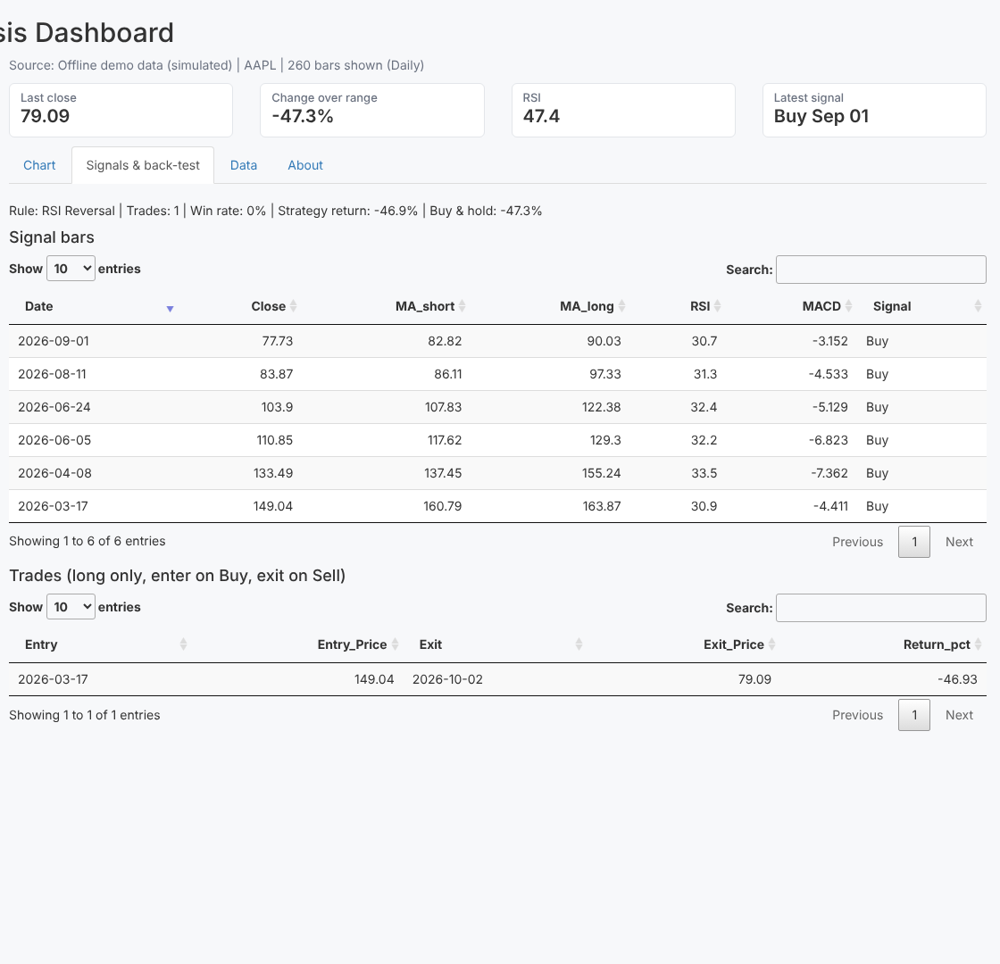 sis Dashboard
Source: Offline demo data (simulated) | AAPL | 260 bars shown (Daily)
Last close Change over range RSI Latest signal
79.09 -47.3% 47.4 Buy Sep 01
Chart Signals & back-test Data About
Rule: RSI Reversal | Trades: 1 | Win rate: 0% | Strategy return: -46.9% | Buy & hold: -47.3%
Signal bars
Show 10 entries Search:
Date Close MA_short MA_long RSI MACD Signal
2026-09-01 77.73 82.82 90.03 30.7 -3.152 Buy
2026-08-11 83.87 86.11 97.33 31.3 -4.533 Buy
2026-06-24 103.9 107.83 122.38 32.4 -5.129 Buy
2026-06-05 110.85 117.62 129.3 32.2 -6.823 Buy
2026-04-08 133.49 137.45 155.24 33.5 -7.362 Buy
2026-03-17 149.04 160.79 163.87 30.9 -4.411 Buy
Showing 1 to 6 of 6 entries Previous 1 Next
Trades (long only, enter on Buy, exit on Sell)
Show 10 entries Search:
Entry Entry_Price Exit Exit_Price Return_pct
2026-03-17 149.04 2026-10-02 79.09 -46.93
Showing 1 to 1 of 1 entries Previous 1 Next